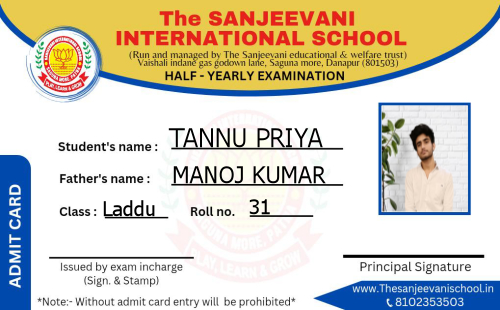 The SANJEEVANI
INTERNATIONAL SCHOOL
(Run and managed by The Sanjeevani educational & welfare trust)
Vaishali indane gas godown lane, Saguna more, Danapur (801503)
HALF - YEARLY EXAMINATION
ADMIT CARD
Student's name : TANNU PRIYA
Father's name : MANOJ KUMAR
Class : Laddu Roll no. 31
PLAY, LEARN & GROW
Issued by exam incharge
(Sign. & Stamp)
Principal Signature
*Note:- Without admit card entry will be prohibited*
www.Thesanjeevanischool.in
8102353503